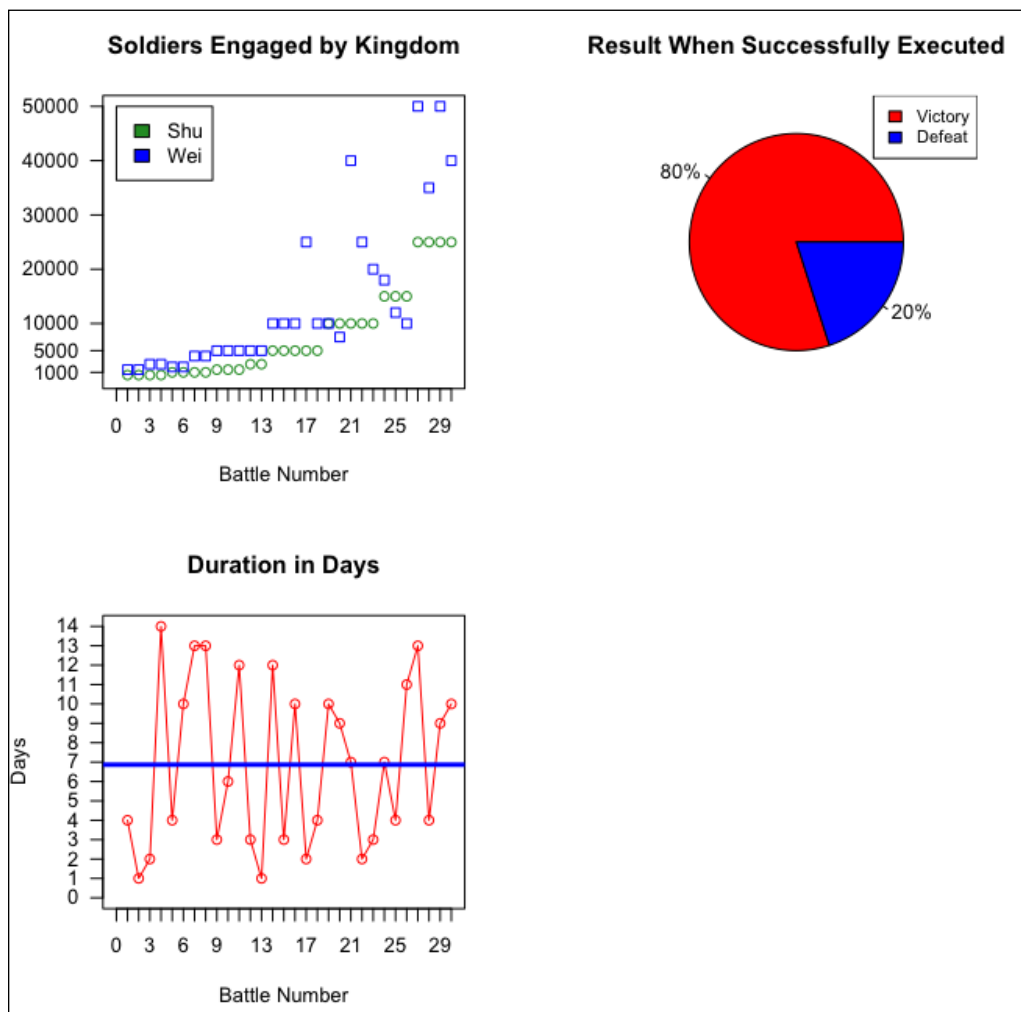 Soldiers Engaged by Kingdom
50000
40000
30000
20000
10000
5000
1000
Shu
Wei
0 3 6 9 13 17 21 25 29
Battle Number
Result When Successfully Executed
Victory
Defeat
80%
20%
Duration in Days
Days
14
13
12
11
10
9
8
7
6
5
4
3
2
1
0
0 3 6 9 13 17 21 25 29
Battle Number